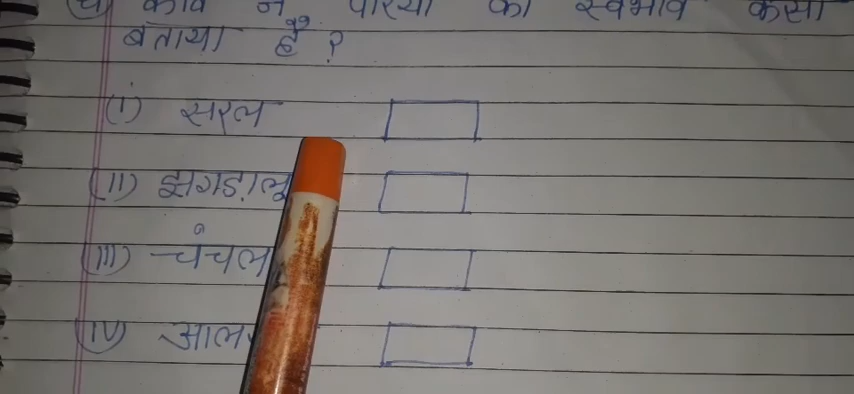 कवि ने परियों का स्वभाव कैसा
बताया है?
(i) सरल
(ii) झगड़ालू
(iii) चंचल
(iv)